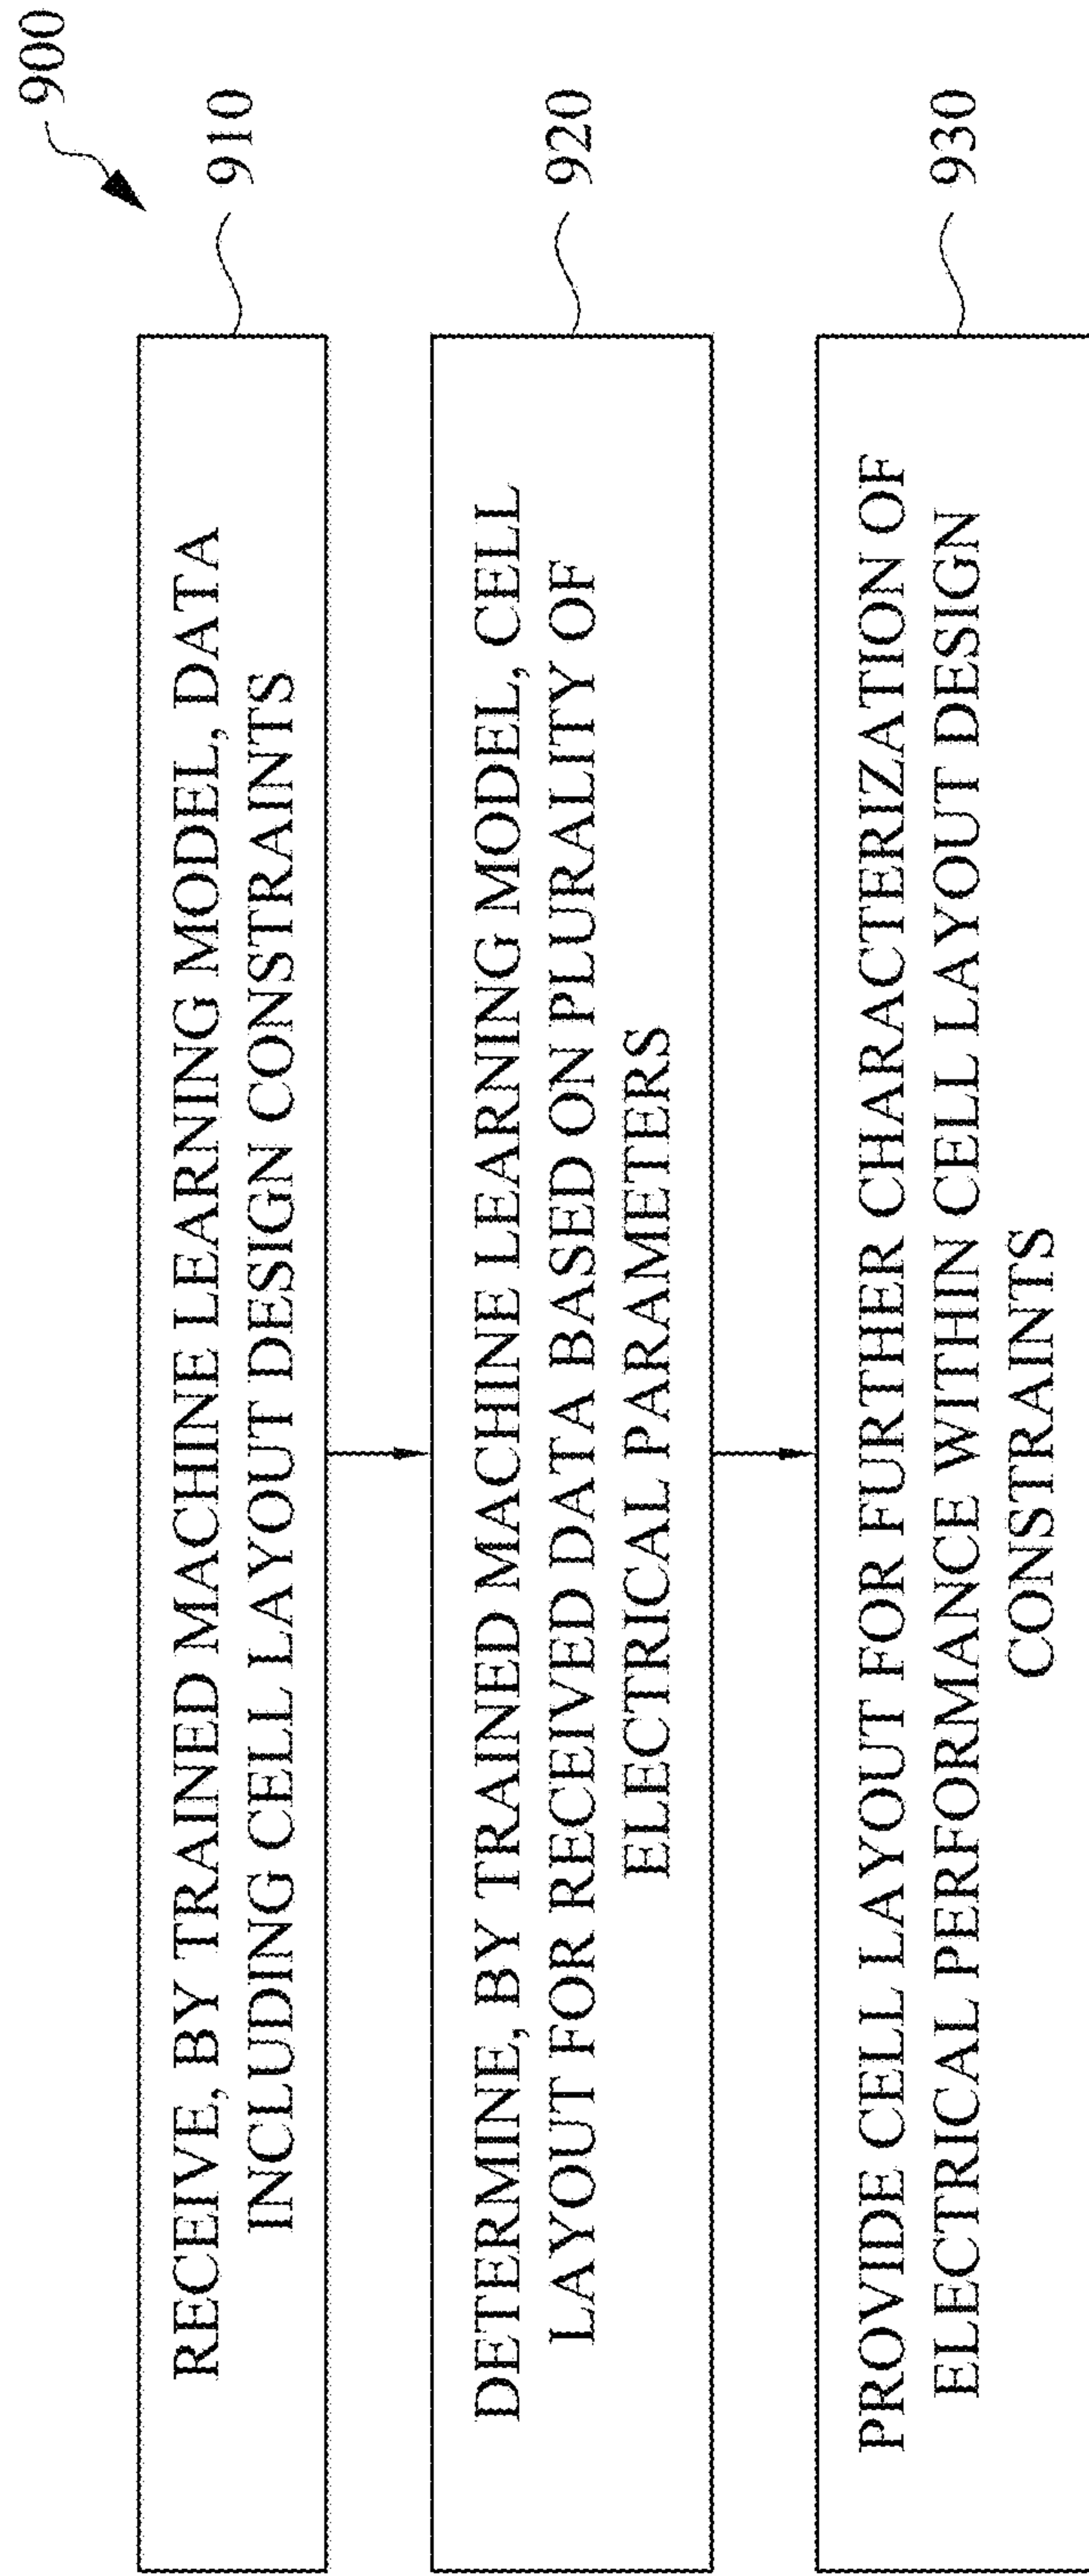 900
RECEIVE, BY TRAINED MACHINE LEARNING MODEL, DATA
INCLUDING CELL LAYOUT DESIGN CONSTRAINTS
910
DETERMINE, BY TRAINED MACHINE LEARNING MODEL, CELL
LAYOUT FOR RECEIVED DATA BASED ON PLURALITY OF
ELECTRICAL PARAMETERS
920
PROVIDE CELL LAYOUT FOR FURTHER CHARACTERIZATION OF
ELECTRICAL PERFORMANCE WITHIN CELL LAYOUT DESIGN
CONSTRAINTS
930